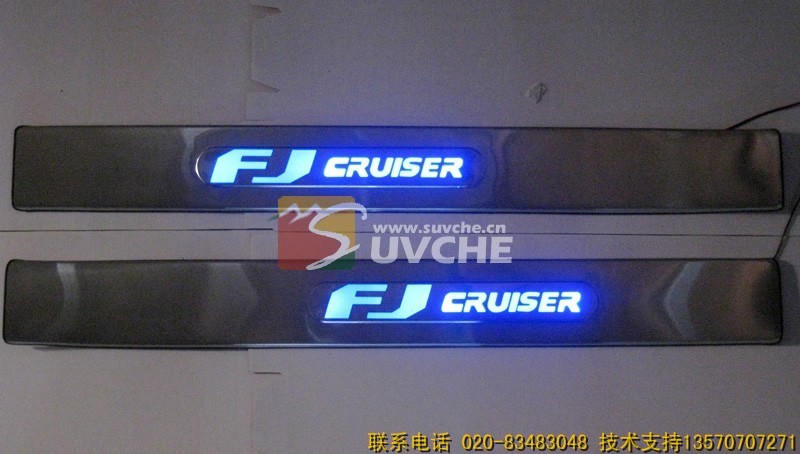 FJ CRUISER
www.suvche.cn
SUVCHE
FJ CRUISER
联系电话 020-83483048 技术支持13570707271